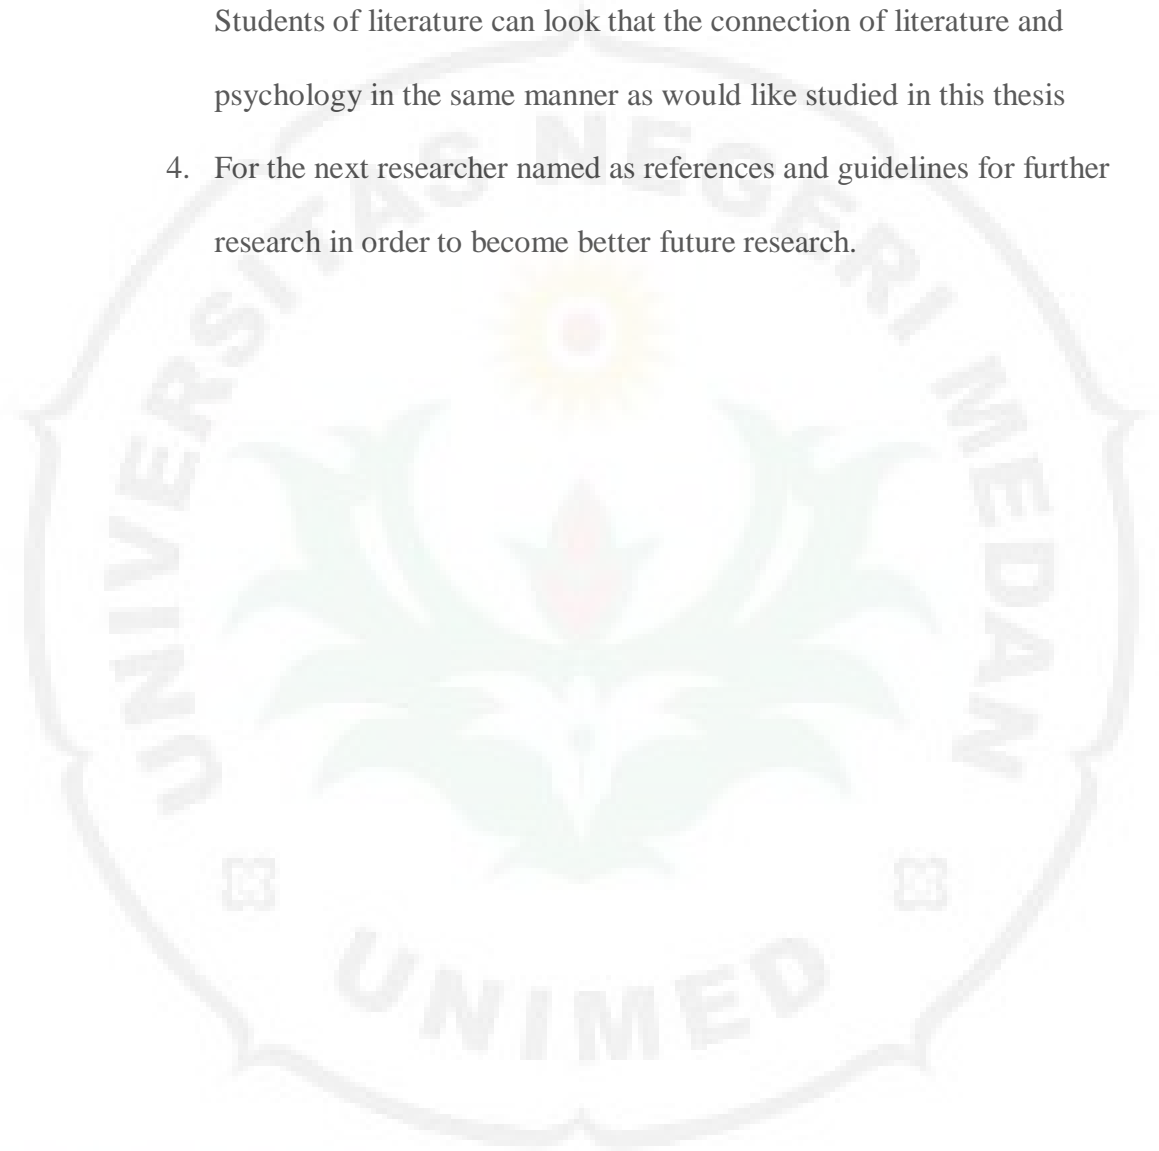 Students of literature can look that the connection of literature and
psychology in the same manner as would like studied in this thesis
4. For the next researcher named as references and guidelines for further
research in order to become better future research.
UNIVERSITAS NEGERI MEDAN
UNIMED